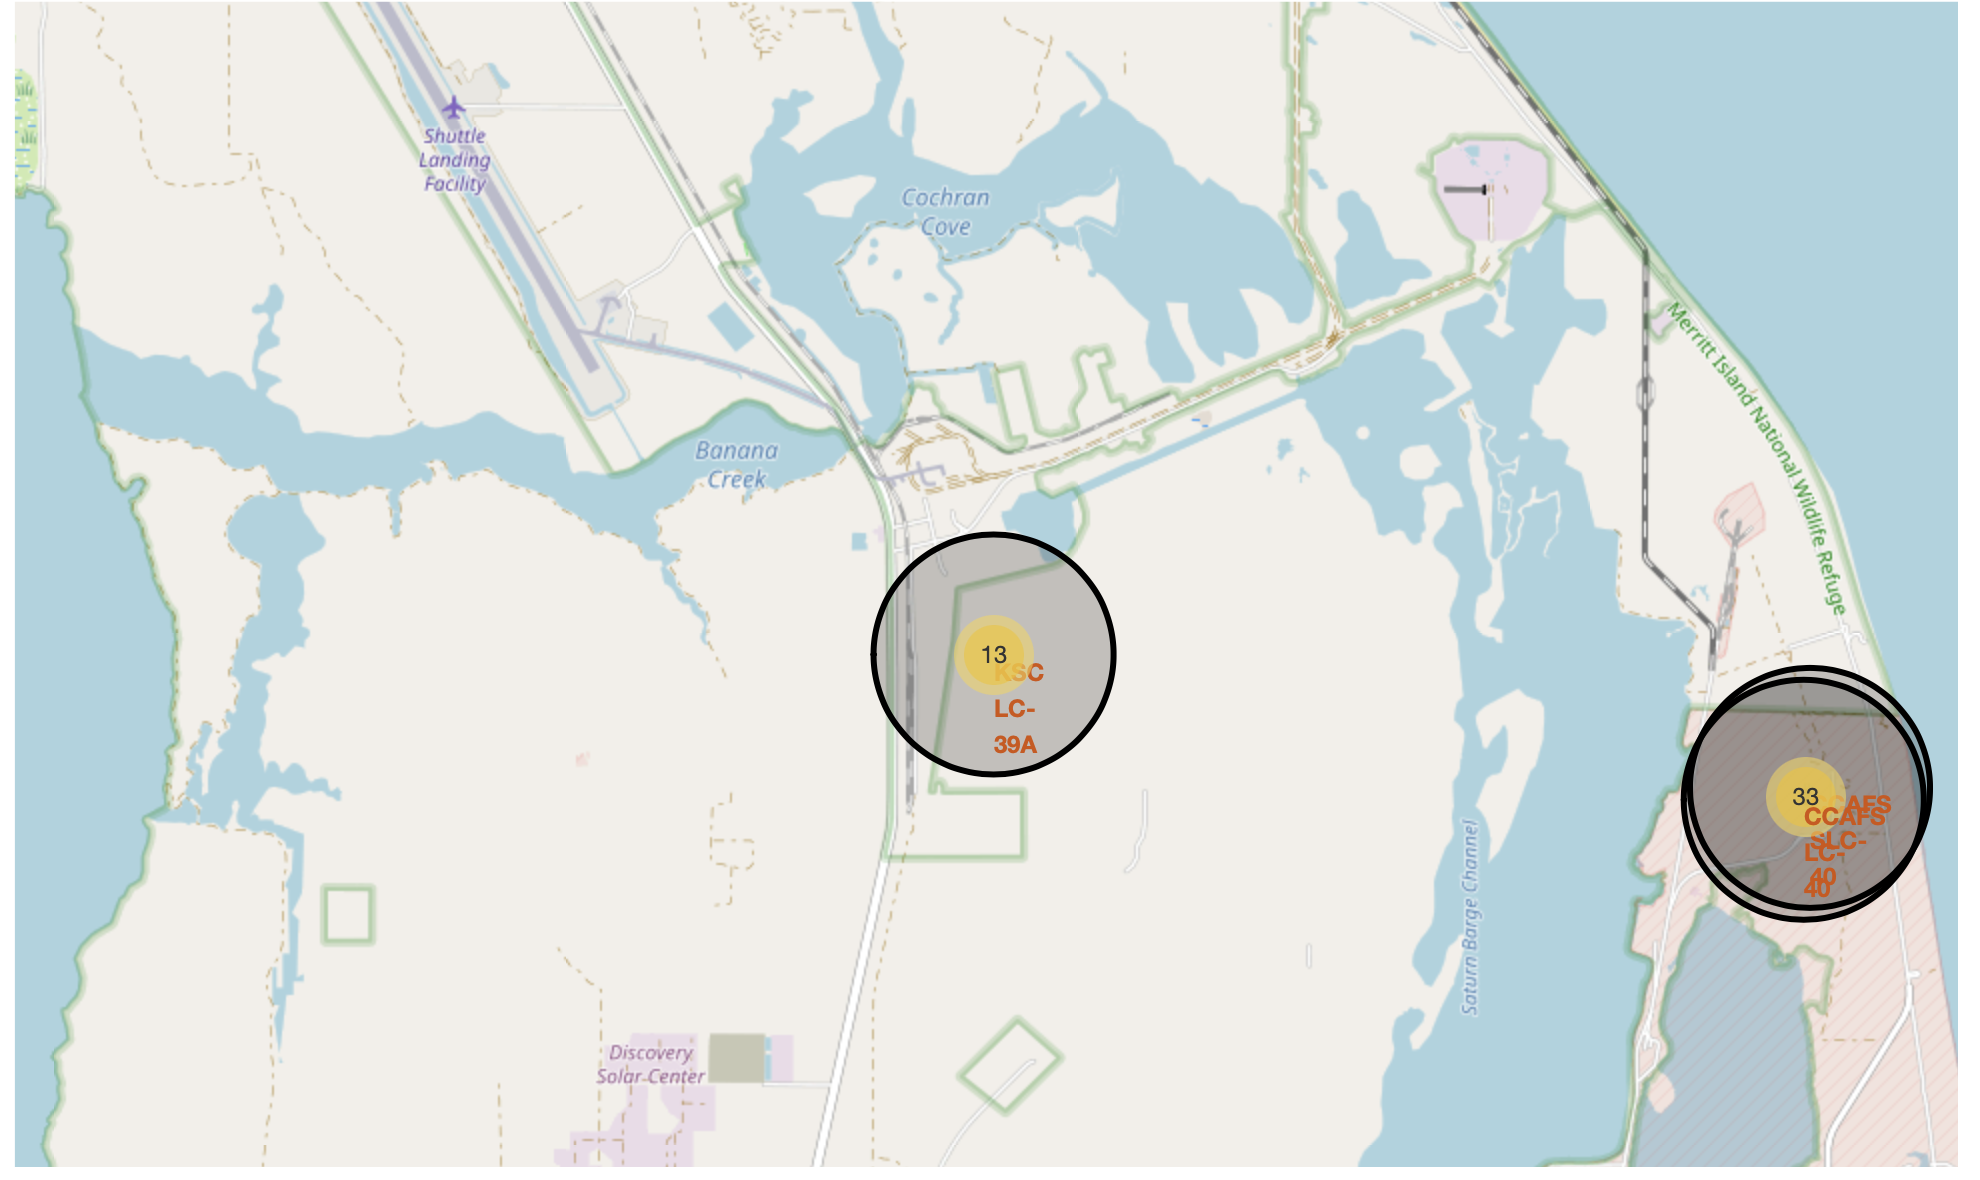 Shuttle
Landing
Facility
Cochran
Cove
Banana
Creek
Merritt Island National Wildlife Refuge
13
KSC
LC-
39A
33
CCAFS
SLC-
40
CCAFS
LC-
40
Saturn Barge Channel
Discovery
Solar Center